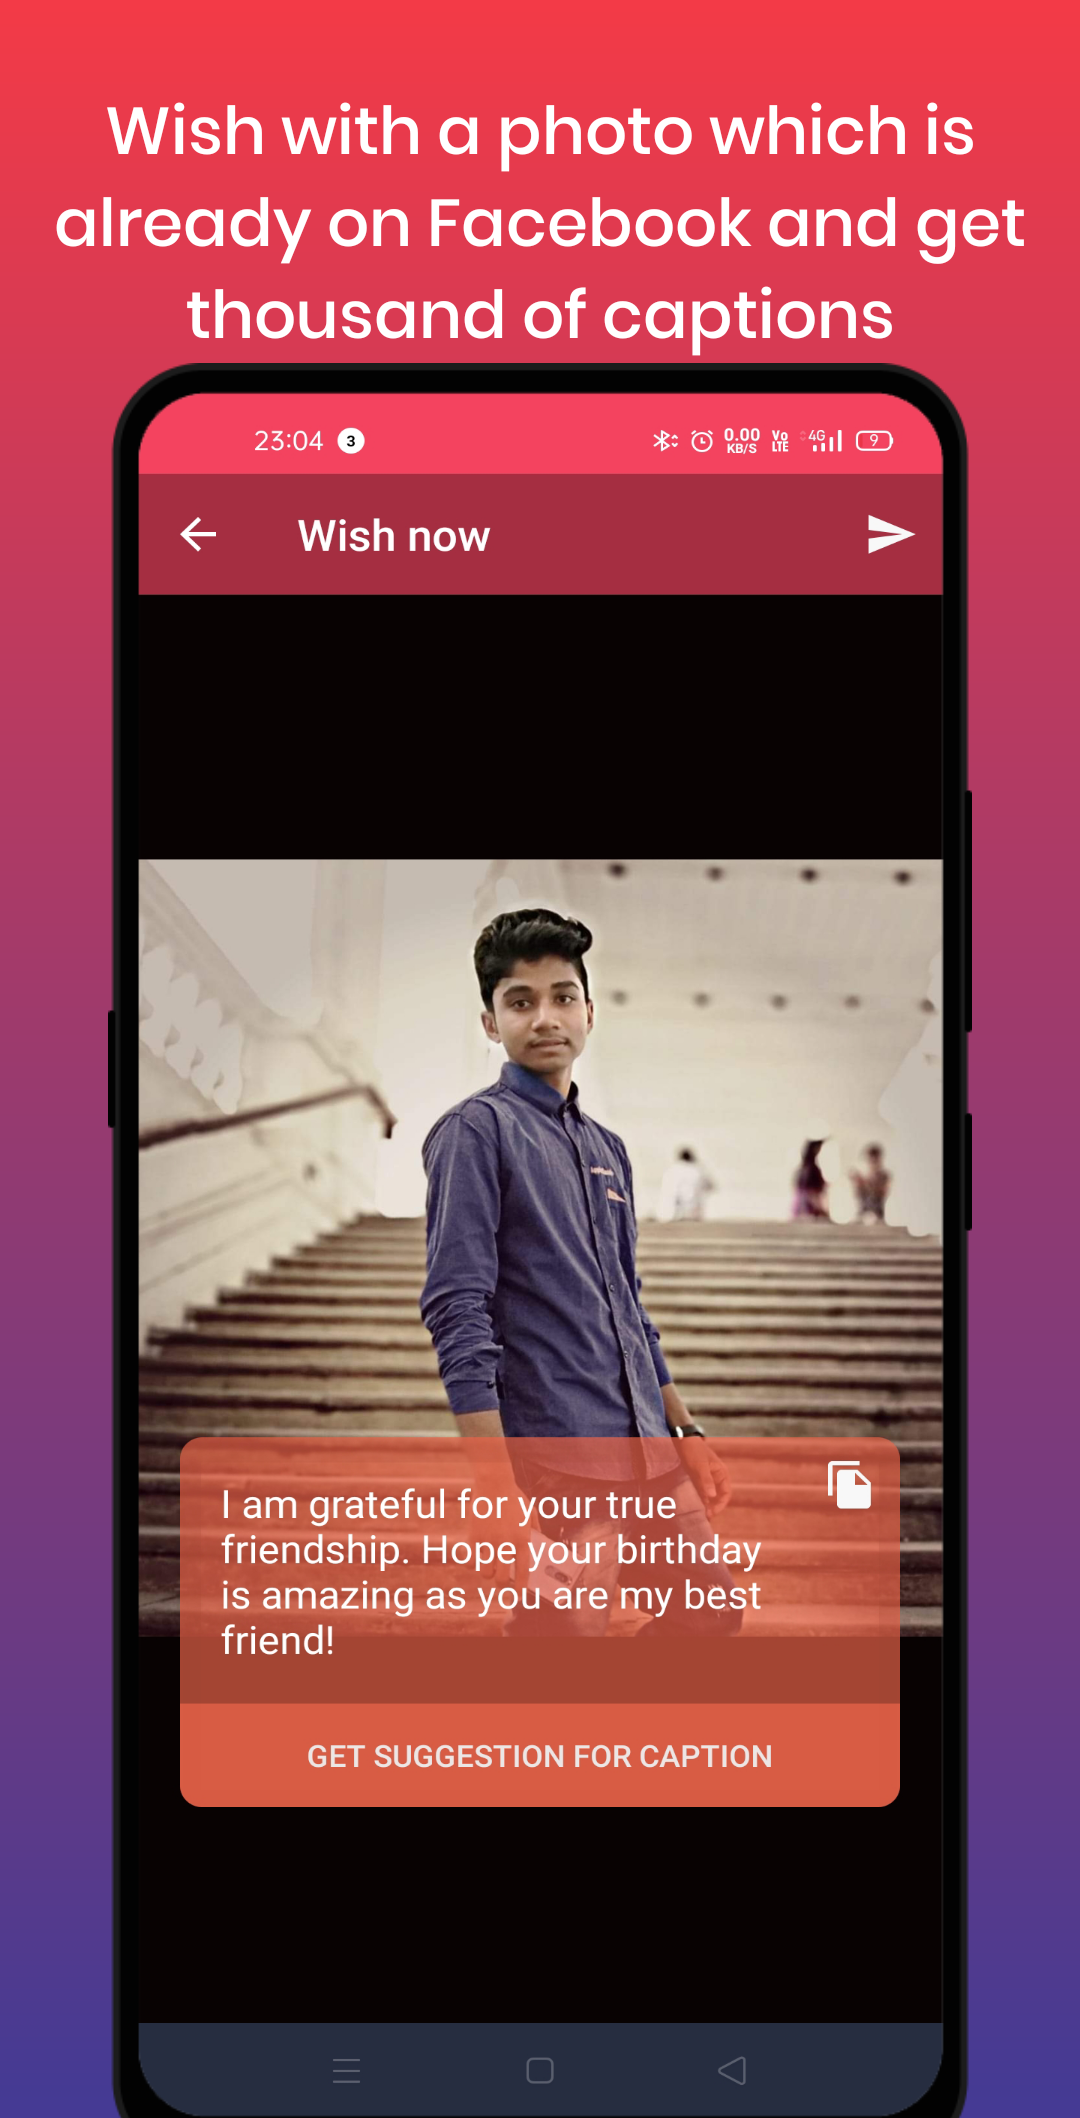 Wish with a photo which is
already on Facebook and get
thousand of captions
23:04 3 0.00 KB/S Vo LTE 4G 9
Wish now
I am grateful for your true
friendship. Hope your birthday
is amazing as you are my best
friend!
GET SUGGESTION FOR CAPTION